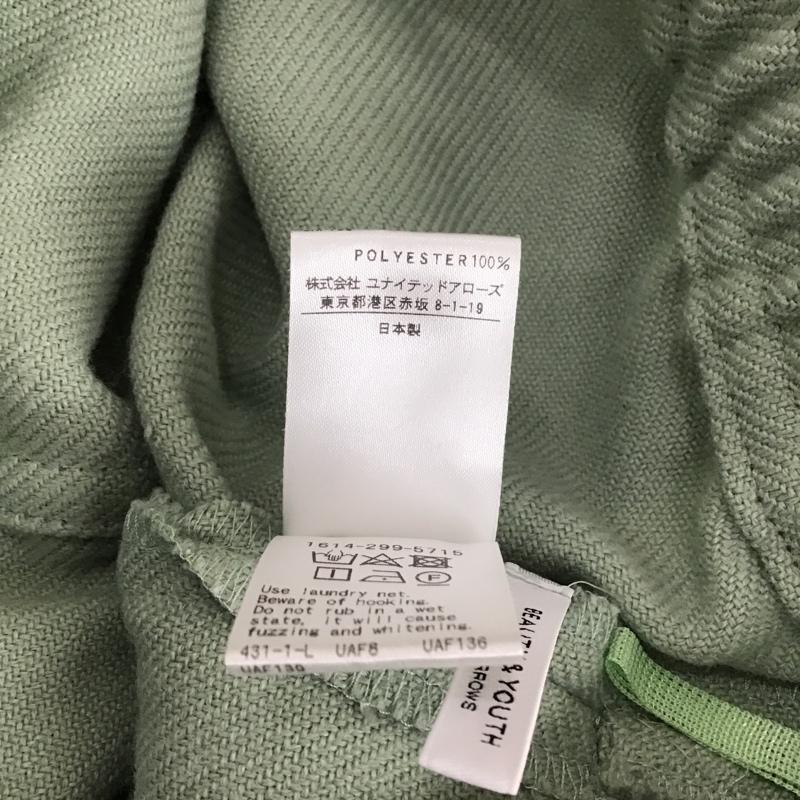 POLYESTER100%
株式会社 ユナイテッドアローズ
東京都港区赤坂 8-1-19
日本製
1614-299-5715
F
Use laundry net.
Beware of hooking.
Do not rub in a wet
state, it will cause
fuzzing and whitening.
431-1-L UAF8 UAF136
UAF139
& YOUTH